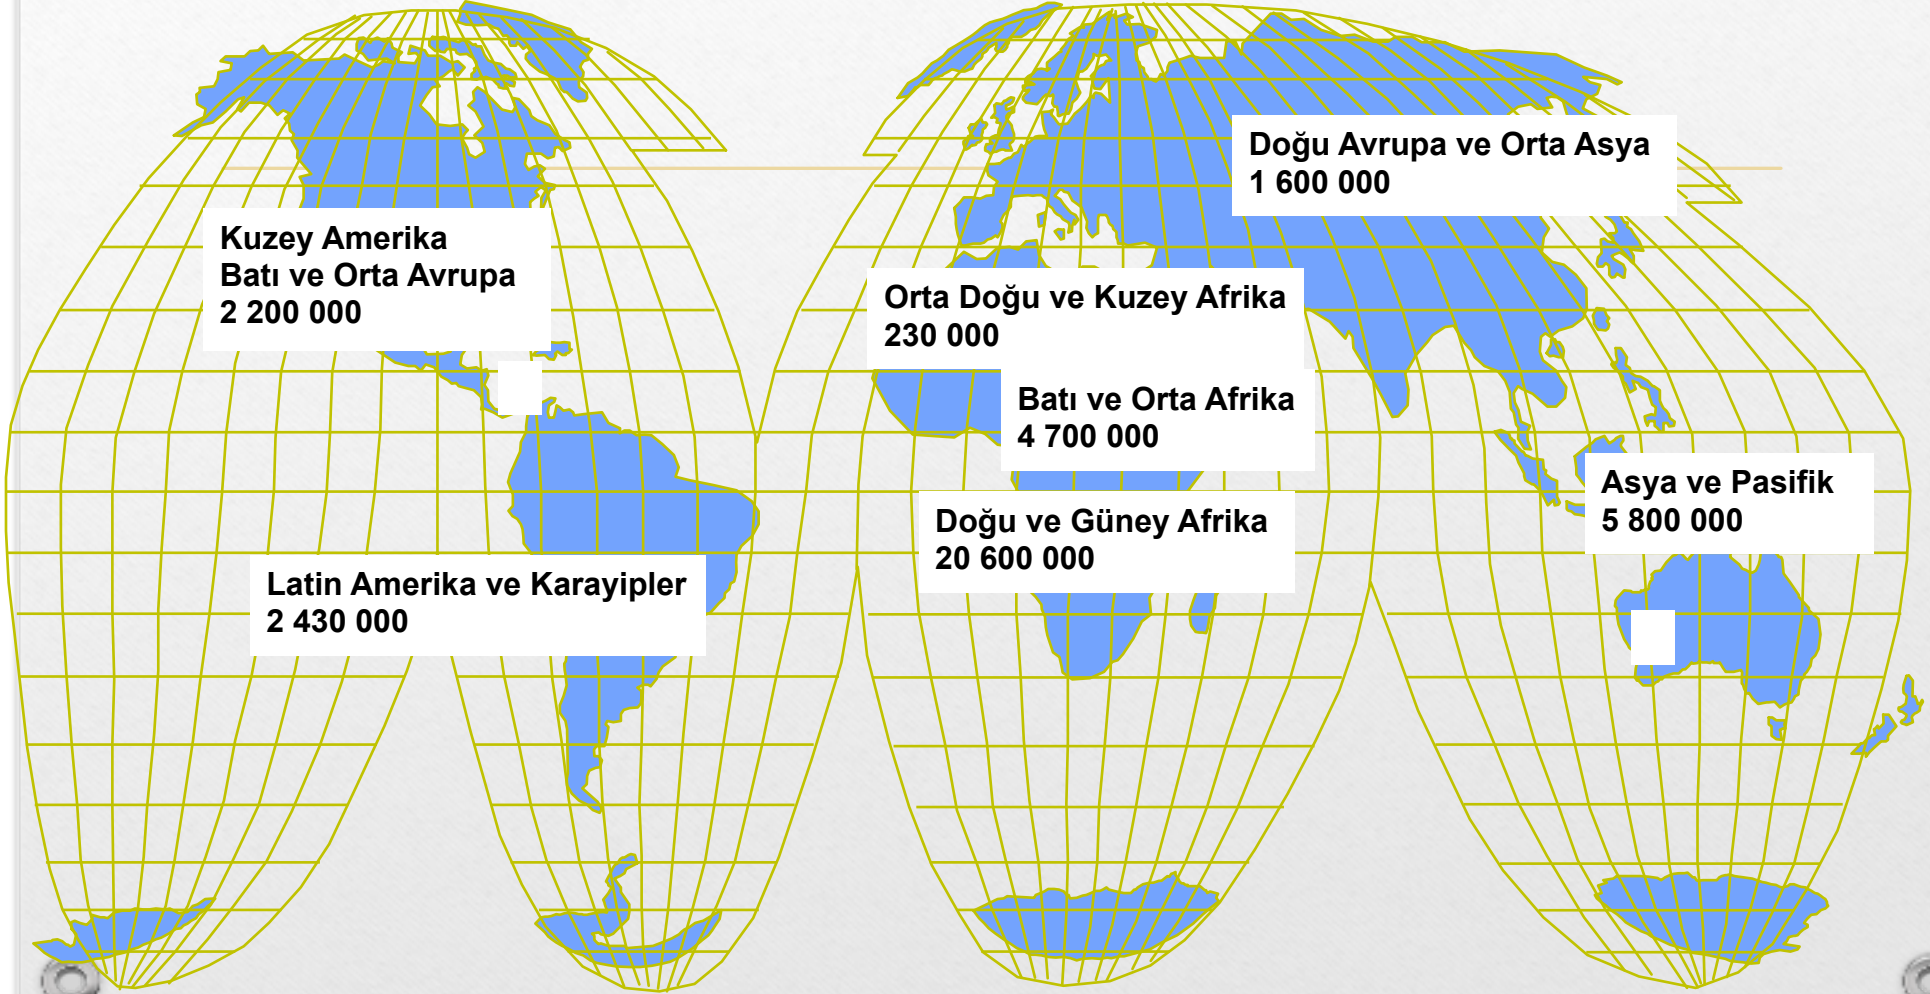 Doğu Avrupa ve Orta Asya
1 600 000
Kuzey Amerika
Batı ve Orta Avrupa
2 200 000
Orta Doğu ve Kuzey Afrika
230 000
Batı ve Orta Afrika
4 700 000
Asya ve Pasifik
5 800 000
Doğu ve Güney Afrika
20 600 000
Latin Amerika ve Karayipler
2 430 000